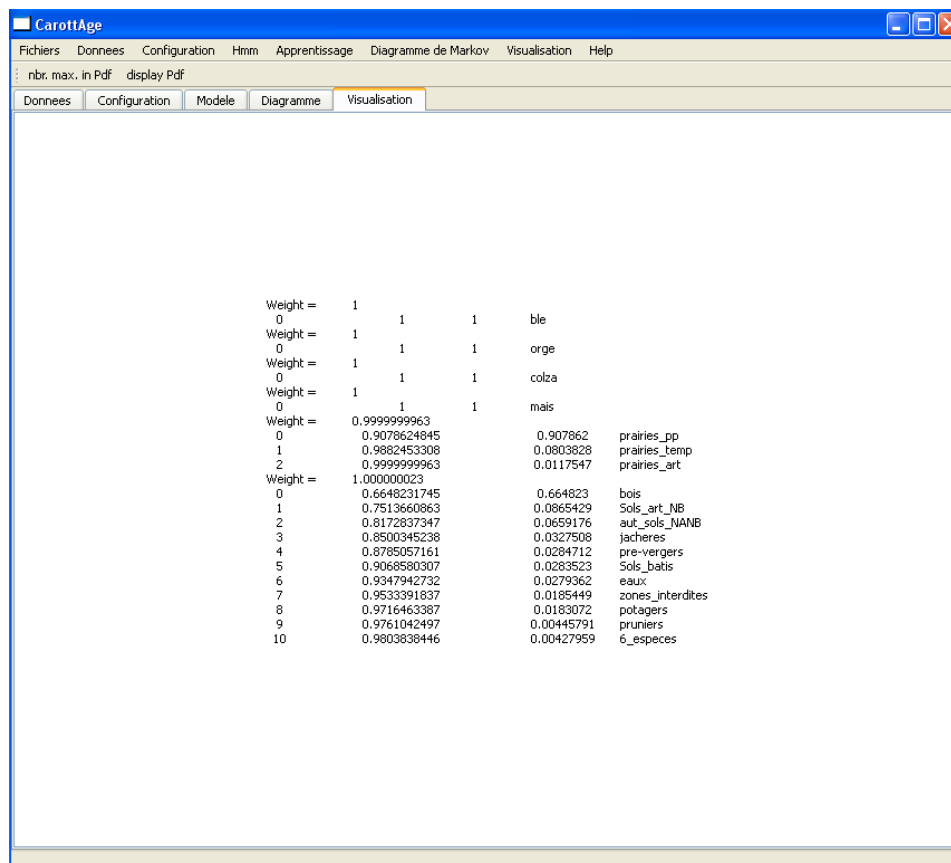 CarottAge
Fichiers Donnees Configuration Hmm Apprentissage Diagramme de Markov Visualisation Help
nbr. max. in Pdf display Pdf
Donnees Configuration Modele Diagramme Visualisation
Weight = 1
0 1 1 ble
Weight = 1
0 1 1 orge
Weight = 1
0 1 1 colza
Weight = 1
0 1 1 mais
Weight = 0.9999999963
0 0.9078624845 0.907862 prairies_pp
1 0.9882453308 0.0803828 prairies_temp
2 0.9999999963 0.0117547 prairies_art
Weight = 1.000000023
0 0.6648231745 0.664823 bois
1 0.7513660863 0.0865429 Sols_art_NB
2 0.8172837347 0.0659176 aut_sols_NANB
3 0.8500345238 0.0327508 jacheres
4 0.8785057161 0.0284712 pre-vergers
5 0.9068580307 0.0283523 Sols_batis
6 0.9347942732 0.0279362 eaux
7 0.9533391837 0.0185449 zones_interdites
8 0.9716463387 0.0183072 potagers
9 0.9761042497 0.00445791 pruniers
10 0.9803838446 0.00427959 6_especes